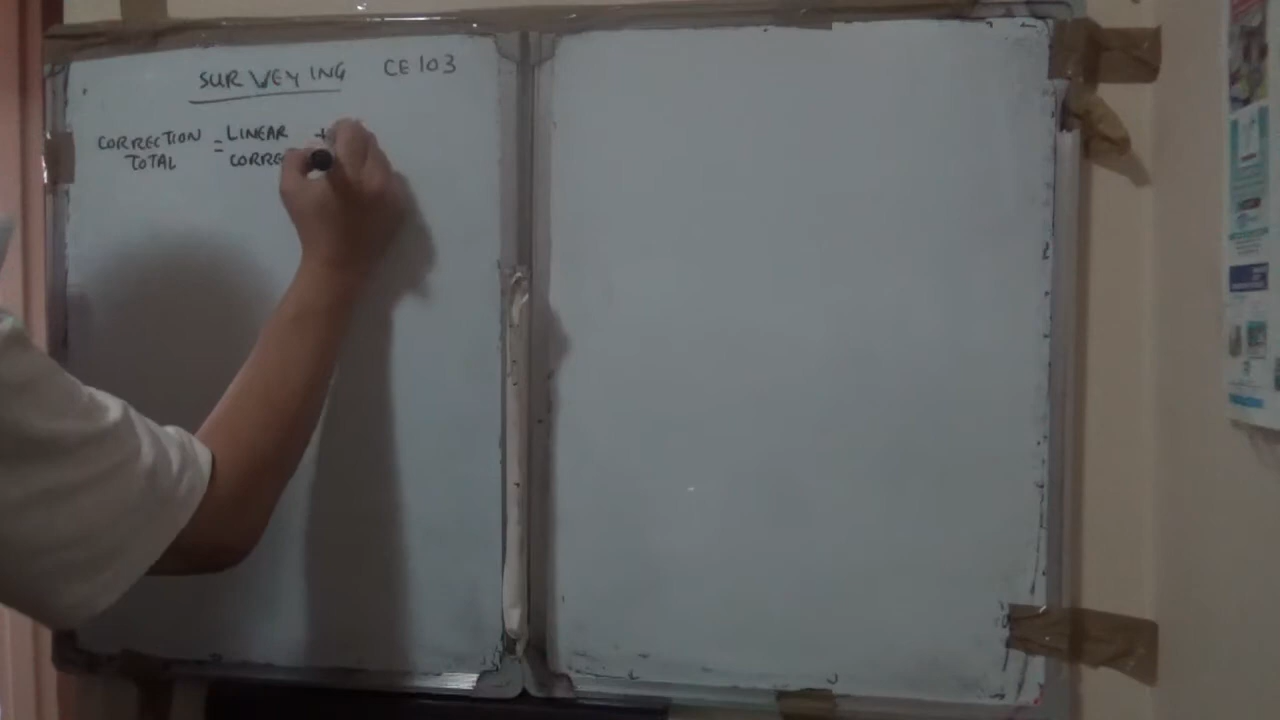 SURVEYING CE 103
CORRECTION = LINEAR +
TOTAL